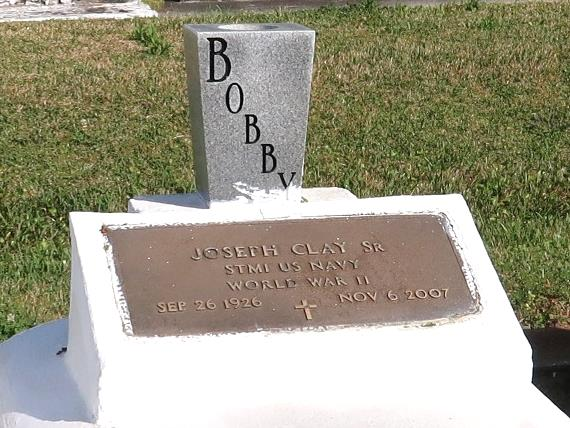 BOBBY
JOSEPH CLAY SR
STM1 US NAVY
WORLD WAR II
SEP 26 1926 NOV 6 2007